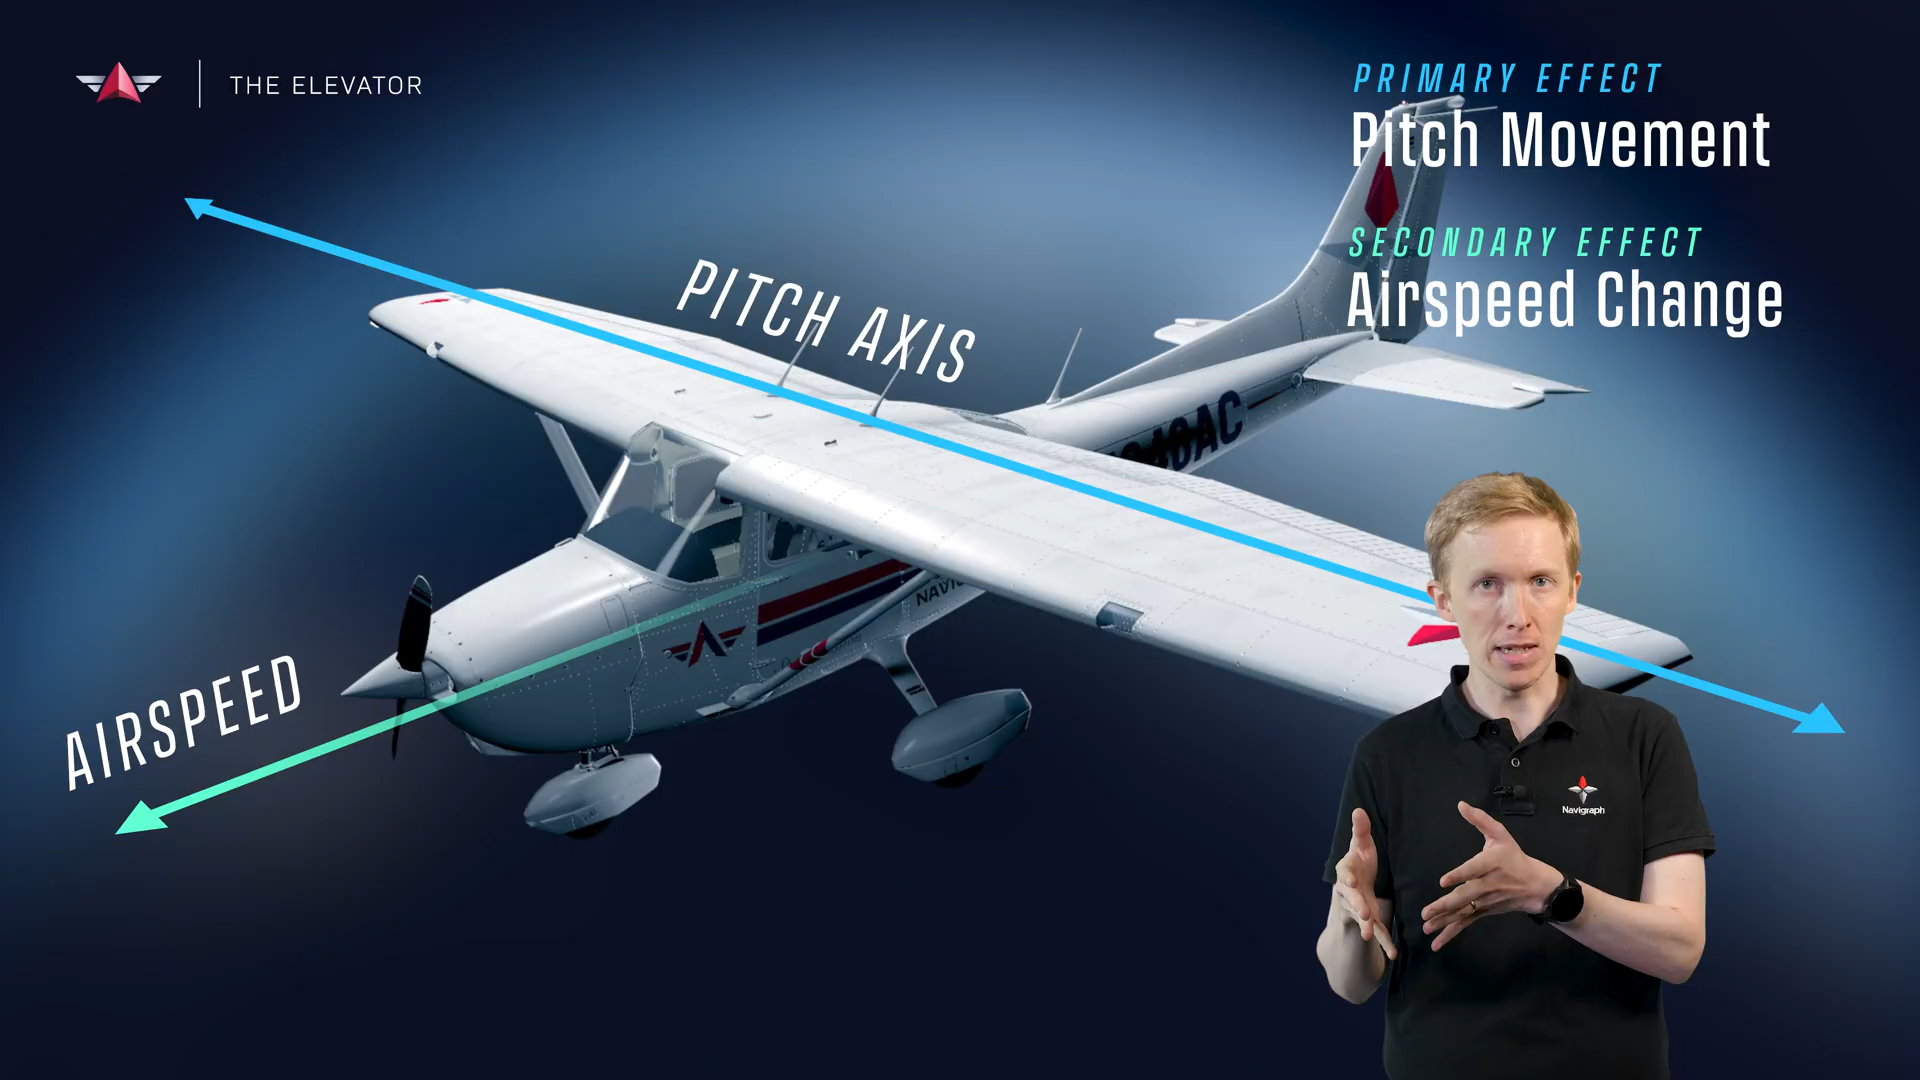 THE ELEVATOR
PRIMARY EFFECT
Pitch Movement
SECONDARY EFFECT
Airspeed Change
PITCH AXIS
AIRSPEED
Navigraph